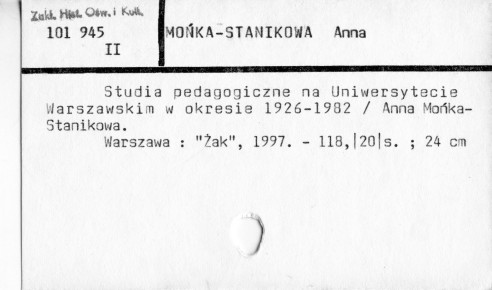 Zakł. Hist. Ośw. i Kult.
101 945
II
MOŃKA-STANIKOWA Anna
Studia pedagogiczne na Uniwersytecie
Warszawskim w okresie 1926-1982 / Anna Mońka-
Stanikowa.
Warszawa : "Żak", 1997. - 118,|20|s. ; 24 cm